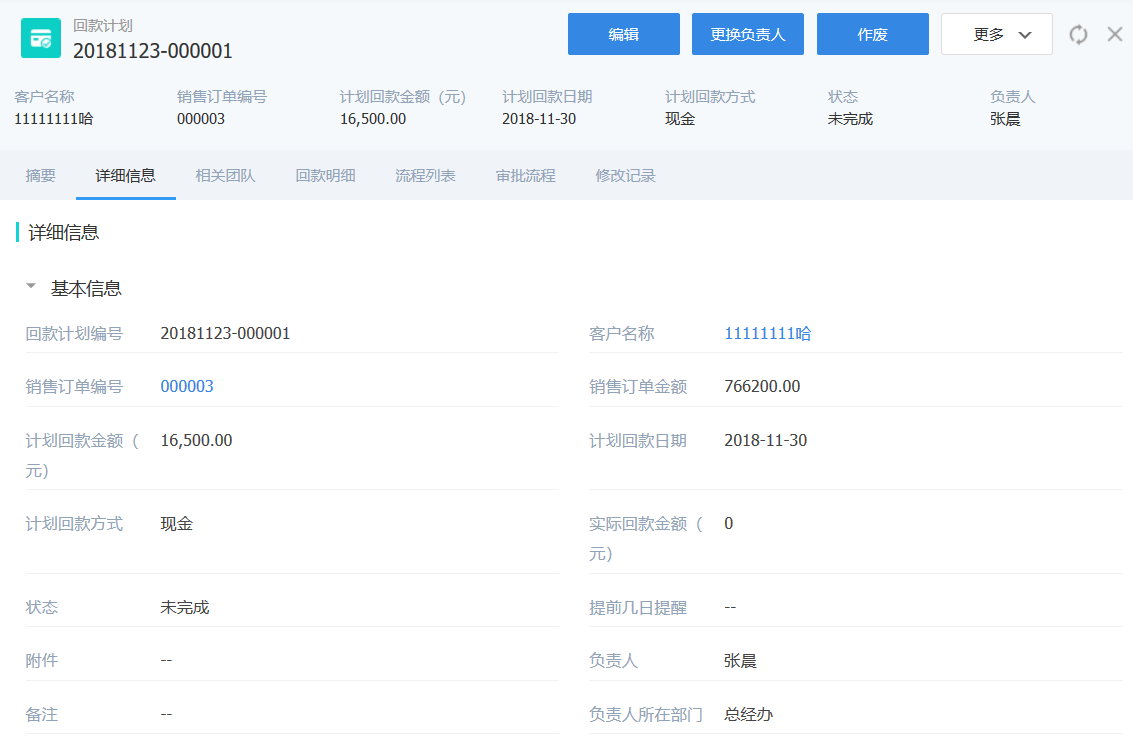 回款计划
20181123-000001
编辑 更换负责人 作废 更多
客户名称 销售订单编号 计划回款金额（元） 计划回款日期 计划回款方式 状态 负责人
11111111哈 000003 16,500.00 2018-11-30 现金 未完成 张晨
摘要 详细信息 相关团队 回款明细 流程列表 审批流程 修改记录
详细信息
基本信息
回款计划编号 20181123-000001 客户名称 11111111哈
销售订单编号 000003 销售订单金额 766200.00
计划回款金额（ 16,500.00 计划回款日期 2018-11-30
元）
计划回款方式 现金 实际回款金额（ 0
元）
状态 未完成 提前几日提醒 --
附件 -- 负责人 张晨
备注 -- 负责人所在部门 总经办